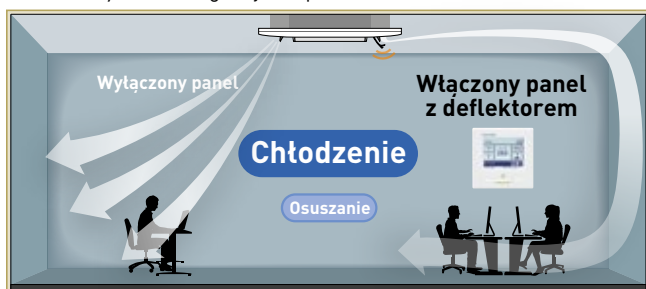 Wyłączony panel
Włączony panel
z deflektorem
Chłodzenie
Osuszanie